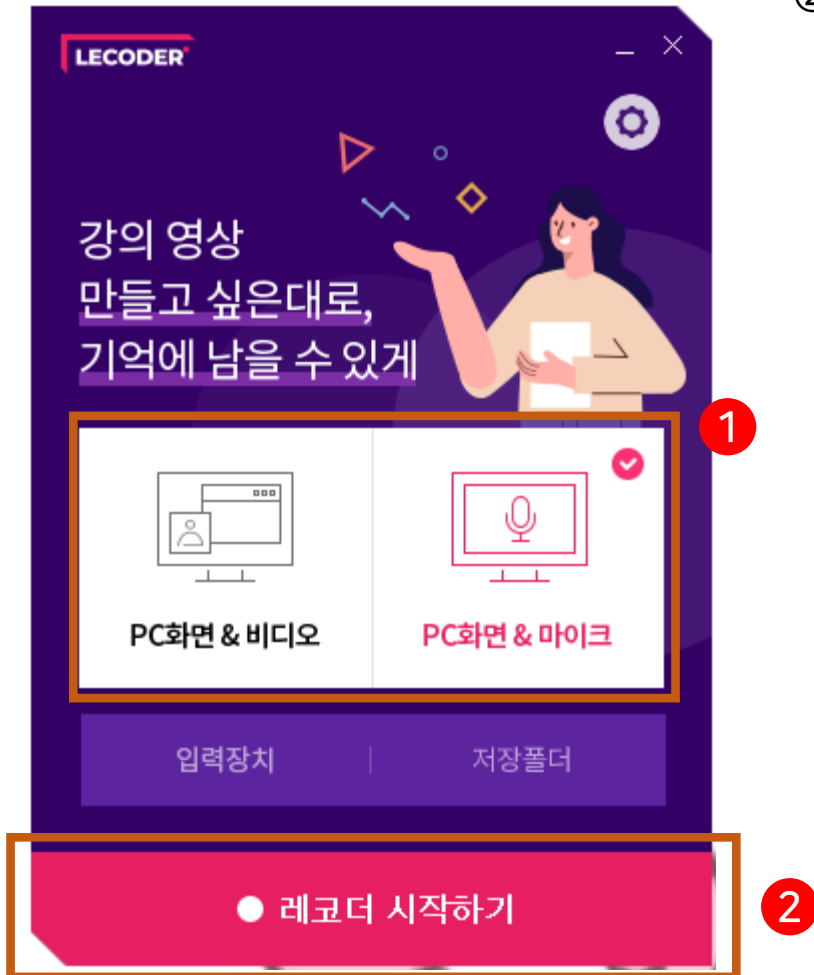 LECODER
강의 영상
만들고 싶은대로,
기억에 남을 수 있게
1
PC화면 & 비디오
PC화면 & 마이크
입력장치
저장폴더
레코더 시작하기
2